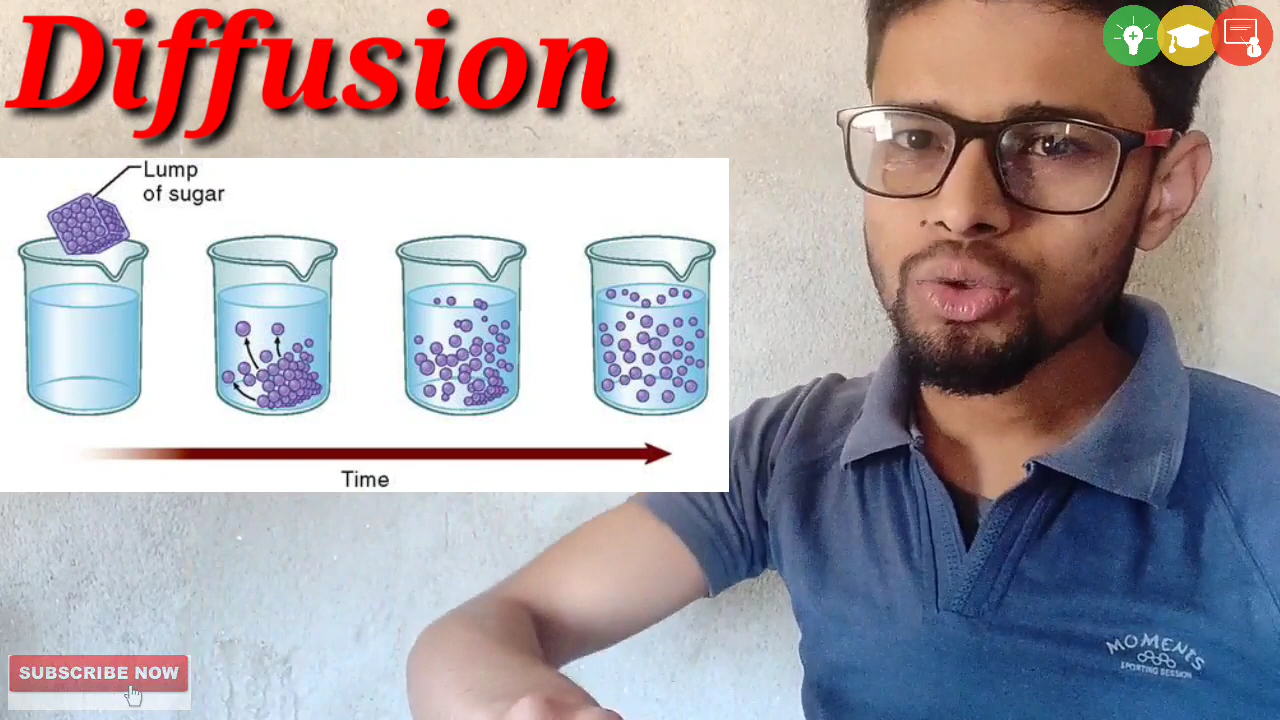 Diffusion
Lump
of sugar
Time
SUBSCRIBE NOW
MOMENTS
SPORTING SESSION